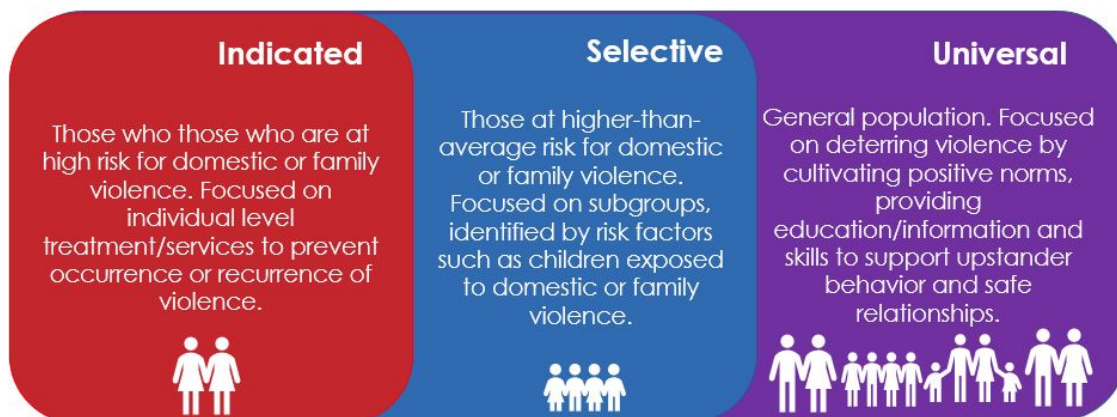 Indicated
Those who those who are at
high risk for domestic or family
violence. Focused on
individual level
treatment/services to prevent
occurrence or recurrence of
violence.
Selective
Those at higher-than-
average risk for domestic
or family violence.
Focused on subgroups,
identified by risk factors
such as children exposed
to domestic or family
violence.
Universal
General population. Focused
on deterring violence by
cultivating positive norms,
providing
education/information and
skills to support upstander
behavior and safe
relationships.